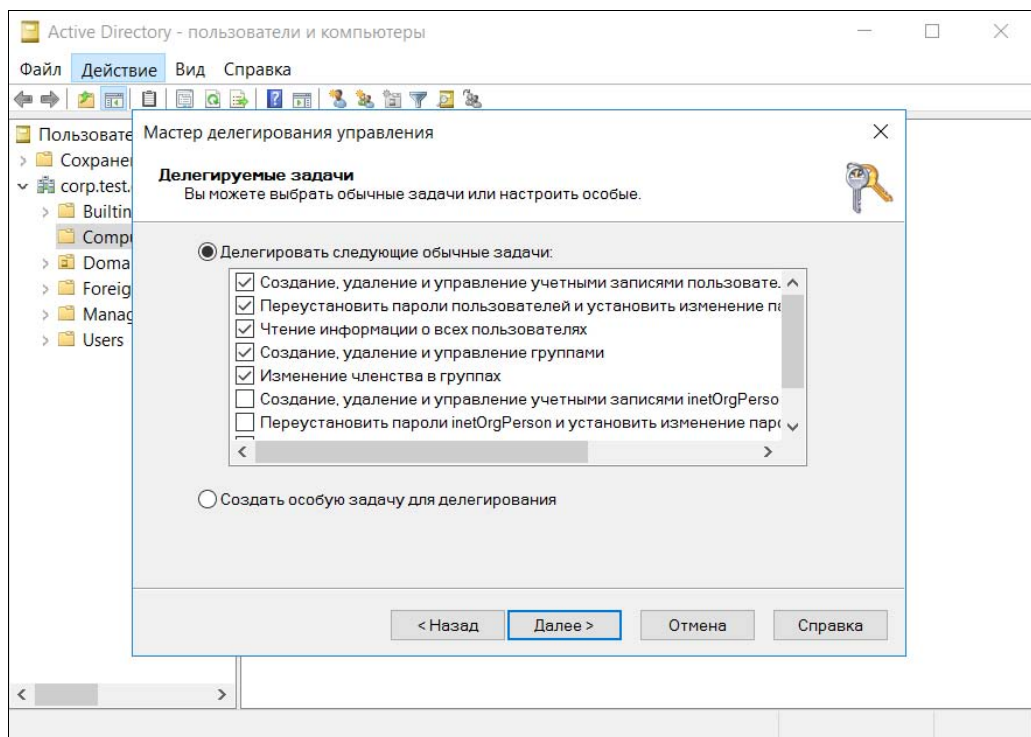 Active Directory - пользователи и компьютеры
Файл Действие Вид Справка
Пользовате
Сохранен
corp.test.
Builtin
Comp
Doma
Foreig
Manag
Users
Мастер делегирования управления
Делегируемые задачи
Вы можете выбрать обычные задачи или настроить особые.
Делегировать следующие обычные задачи:
Создание, удаление и управление учетными записями пользовате.
Переустановить пароли пользователей и установить изменение па
Чтение информации о всех пользователях
Создание, удаление и управление группами
Изменение членства в группах
Создание, удаление и управление учетными записями inetOrgPerso
Переустановить пароли inetOrgPerson и установить изменение паро
Создать особую задачу для делегирования
< Назад Далее > Отмена Справка